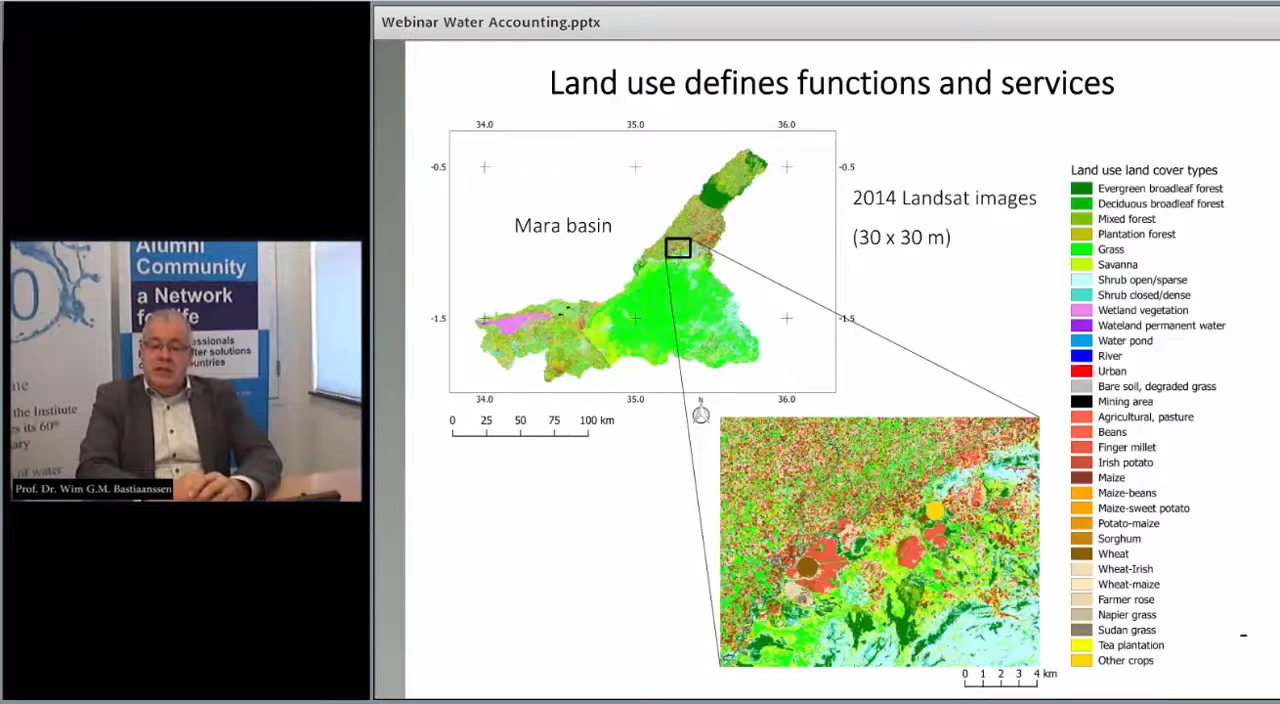 Webinar Water Accounting.pptx
Land use defines functions and services
34.0 35.0 36.0
-0.5 -0.5
Mara basin
2014 Landsat images
(30 x 30 m)
-1.5 -1.5
34.0 35.0 36.0
N
0 25 50 75 100 km
0 1 2 3 4 km
Land use land cover types
Evergreen broadleaf forest
Deciduous broadleaf forest
Mixed forest
Plantation forest
Grass
Savanna
Shrub open/sparse
Shrub closed/dense
Wetland vegetation
Wateland permanent water
Water pond
River
Urban
Bare soil, degraded grass
Mining area
Agricultural, pasture
Beans
Finger millet
Irish potato
Maize
Maize-beans
Maize-sweet potato
Potato-maize
Sorghum
Wheat
Wheat-Irish
Wheat-maize
Farmer rose
Napier grass
Sudan grass
Tea plantation
Other crops
Alumni
Community
a Network
the Institute
s its 60
of water
Prof. Dr. Wim G.M. Bastiaanssen